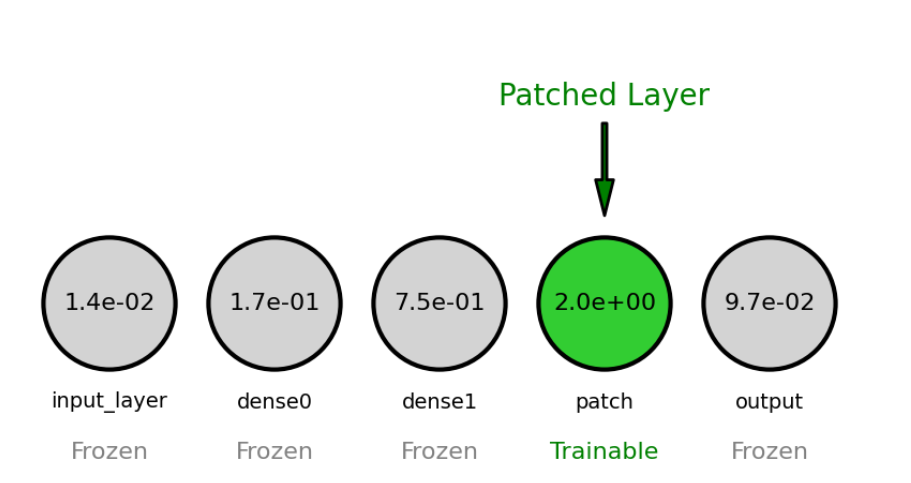 Patched Layer
1.4e-02 1.7e-01 7.5e-01 2.0e+00 9.7e-02
input_layer dense0 dense1 patch output
Frozen Frozen Frozen Trainable Frozen